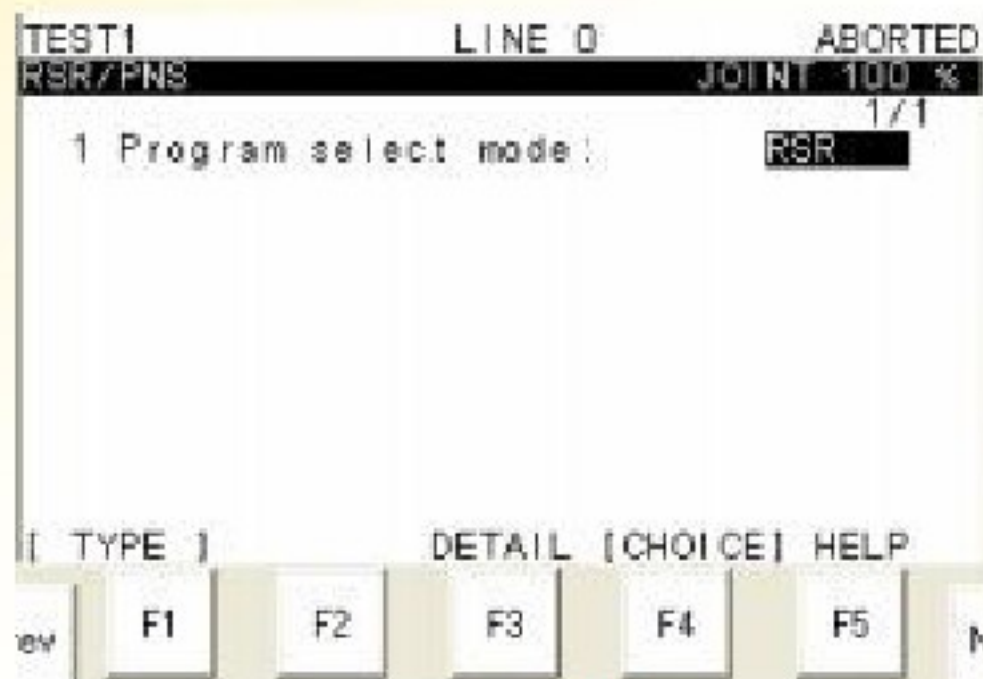 TEST1 LINE 0 ABORTED
RSR/PNS JOINT 100 %
1/1
1 Program select mode: RSR
[ TYPE ] DETAIL [CHOICE] HELP
F1 F2 F3 F4 F5